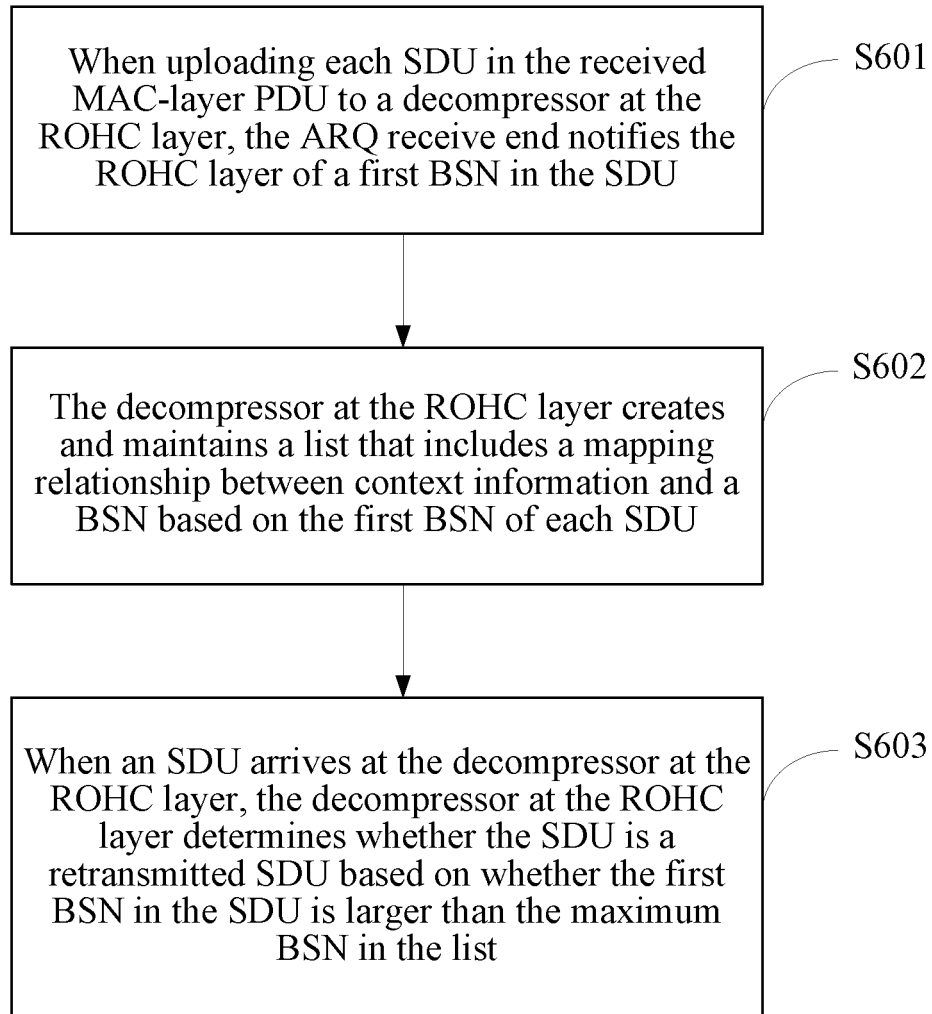 When uploading each SDU in the received
MAC-layer PDU to a decompressor at the
ROHC layer, the ARQ receive end notifies the
ROHC layer of a first BSN in the SDU
S601
The decompressor at the ROHC layer creates
and maintains a list that includes a mapping
relationship between context information and a
BSN based on the first BSN of each SDU
S602
When an SDU arrives at the decompressor at the
ROHC layer, the decompressor at the ROHC
layer determines whether the SDU is a
retransmitted SDU based on whether the first
BSN in the SDU is larger than the maximum
BSN in the list
S603